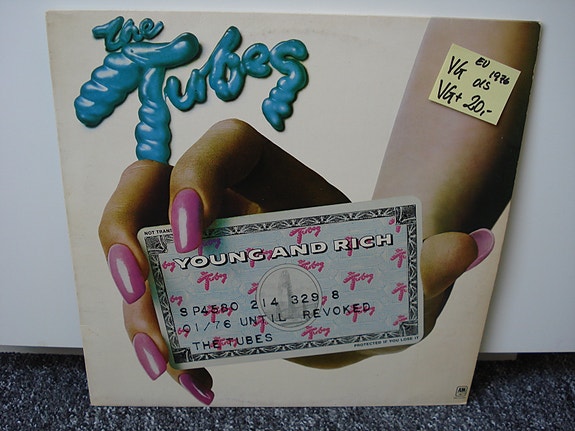 the
Tubes
EU
1976
VG OIS
VG+ 20,-
NOT TRANS
YOUNG AND RICH
SP4580 214 329 8
01/76 UNTIL REVOKED
THE TUBES
PROTECTED IF YOU LOSE IT
A&M